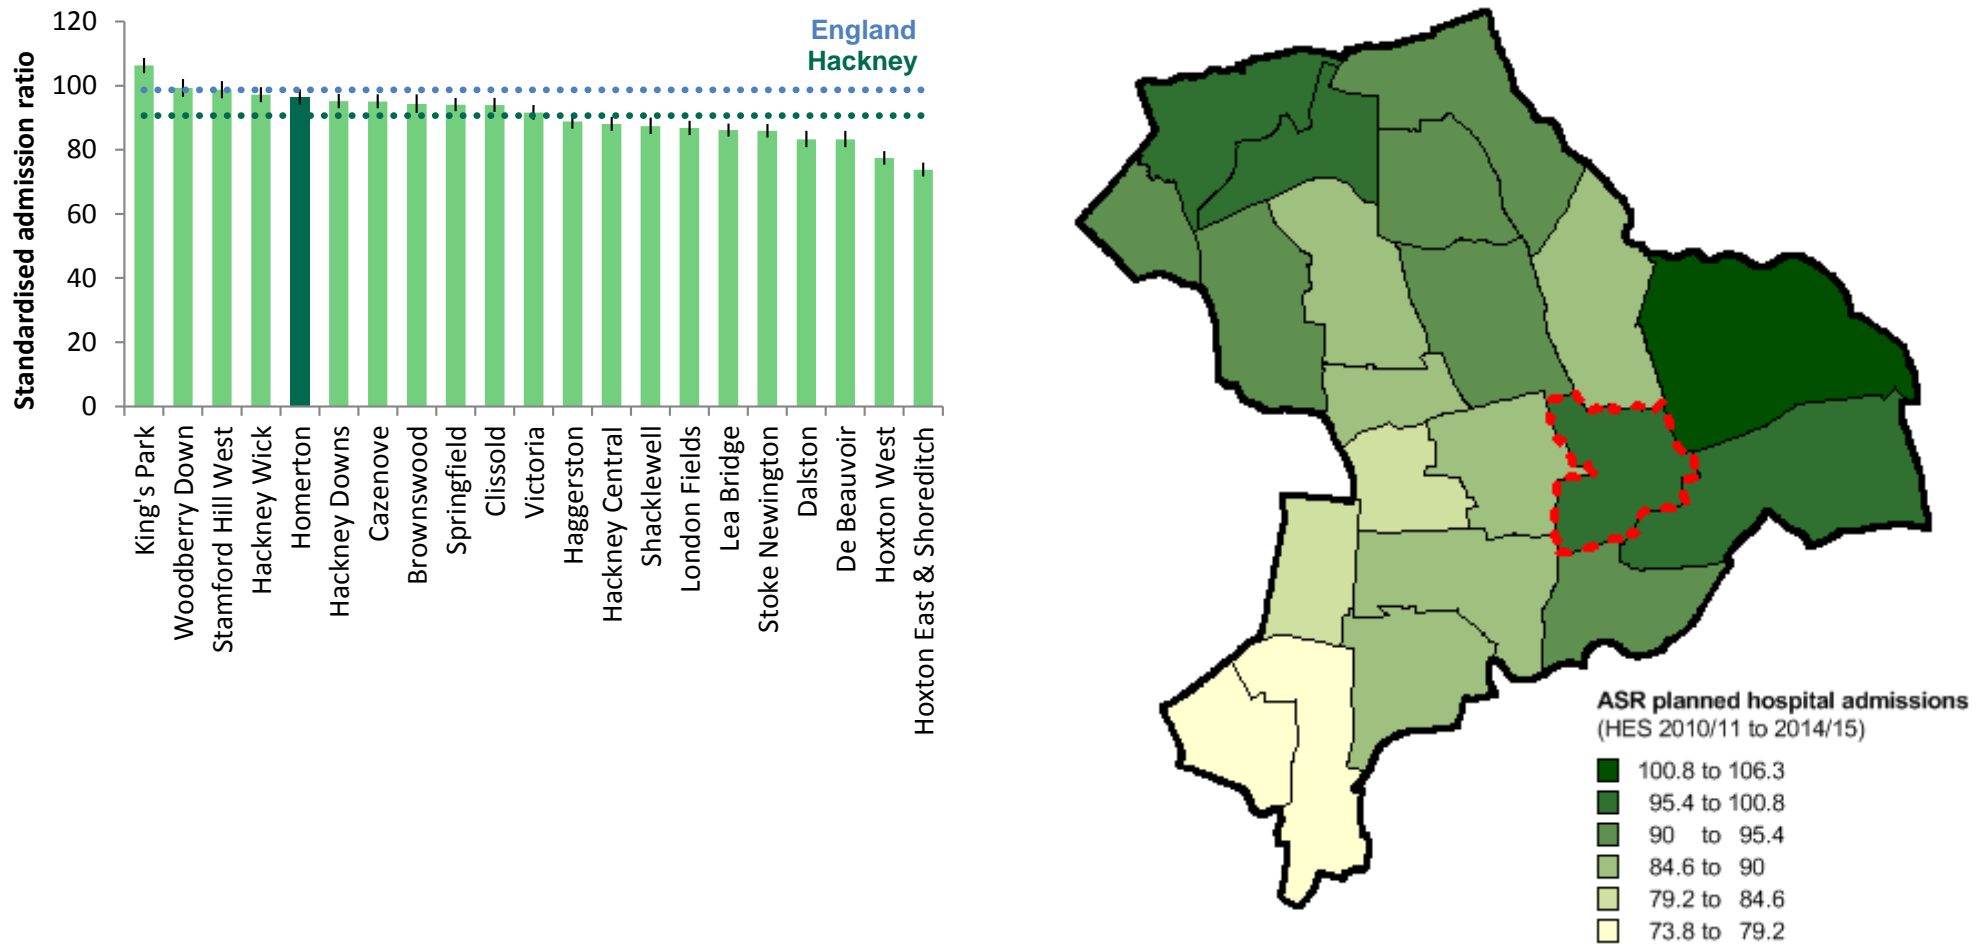 Standardised admission ratio
120
100
80
60
40
20
0
England
Hackney
King's Park
Woodberry Down
Stamford Hill West
Hackney Wick
Homerton
Hackney Downs
Cazenove
Brownswood
Springfield
Clissold
Victoria
Haggerston
Hackney Central
Shacklewell
London Fields
Lea Bridge
Stoke Newington
Dalston
De Beauvoir
Hoxton West
Hoxton East & Shoreditch
ASR planned hospital admissions
(HES 2010/11 to 2014/15)
100.8 to 106.3
95.4 to 100.8
90 to 95.4
84.6 to 90
79.2 to 84.6
73.8 to 79.2